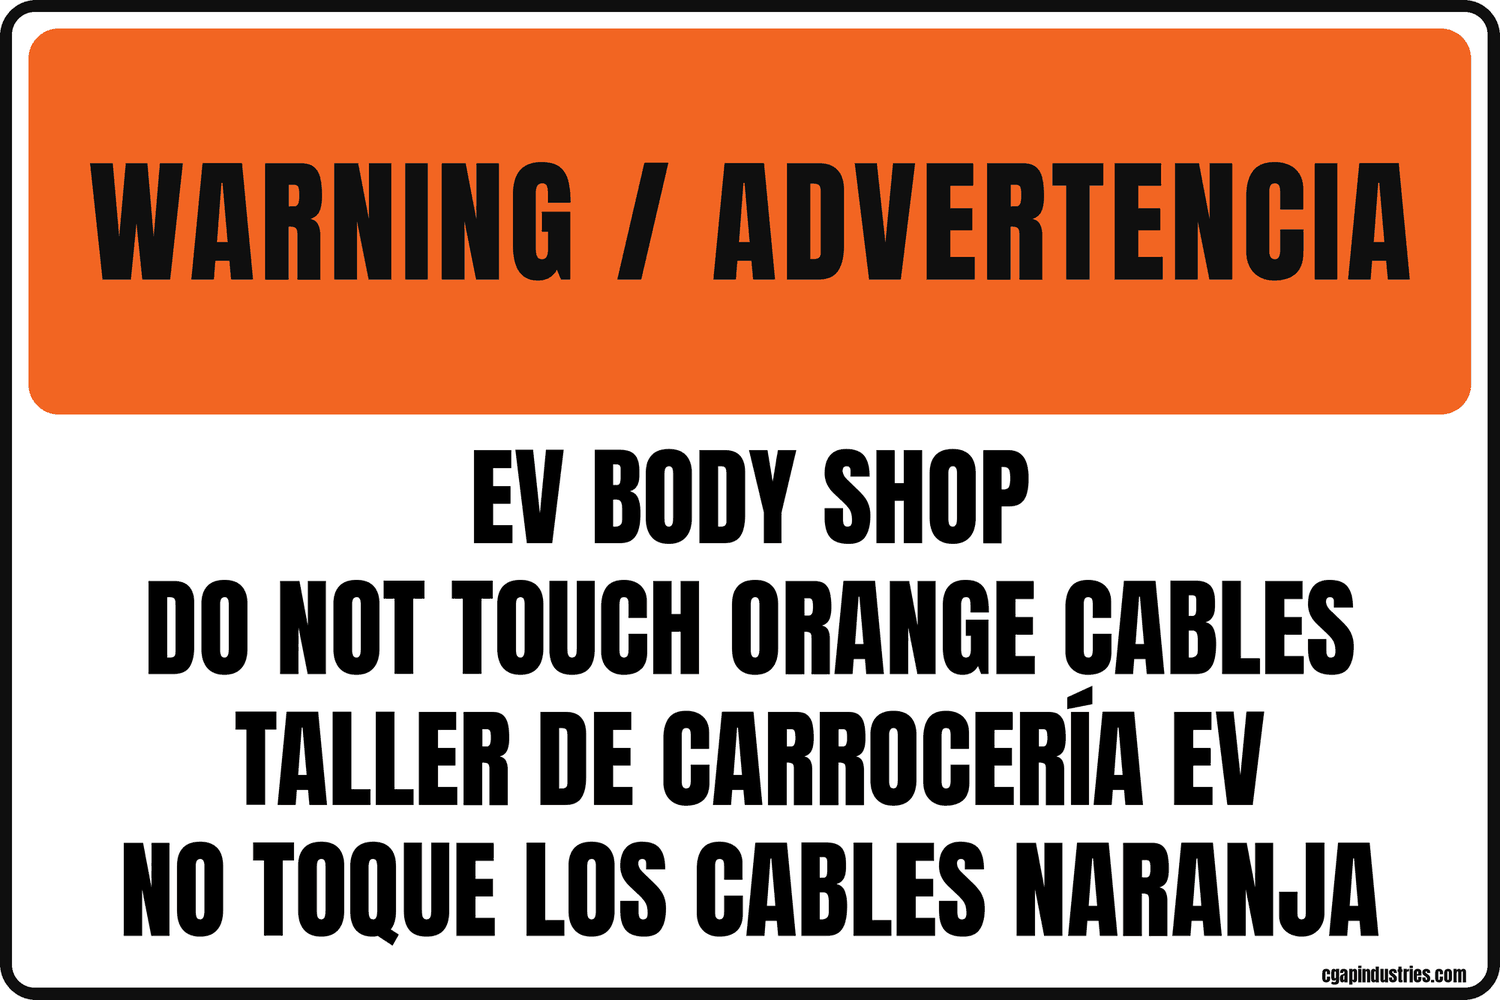 WARNING / ADVERTENCIA
EV BODY SHOP
DO NOT TOUCH ORANGE CABLES
TALLER DE CARROCERÍA EV
NO TOQUE LOS CABLES NARANJA
cgapindustries.com